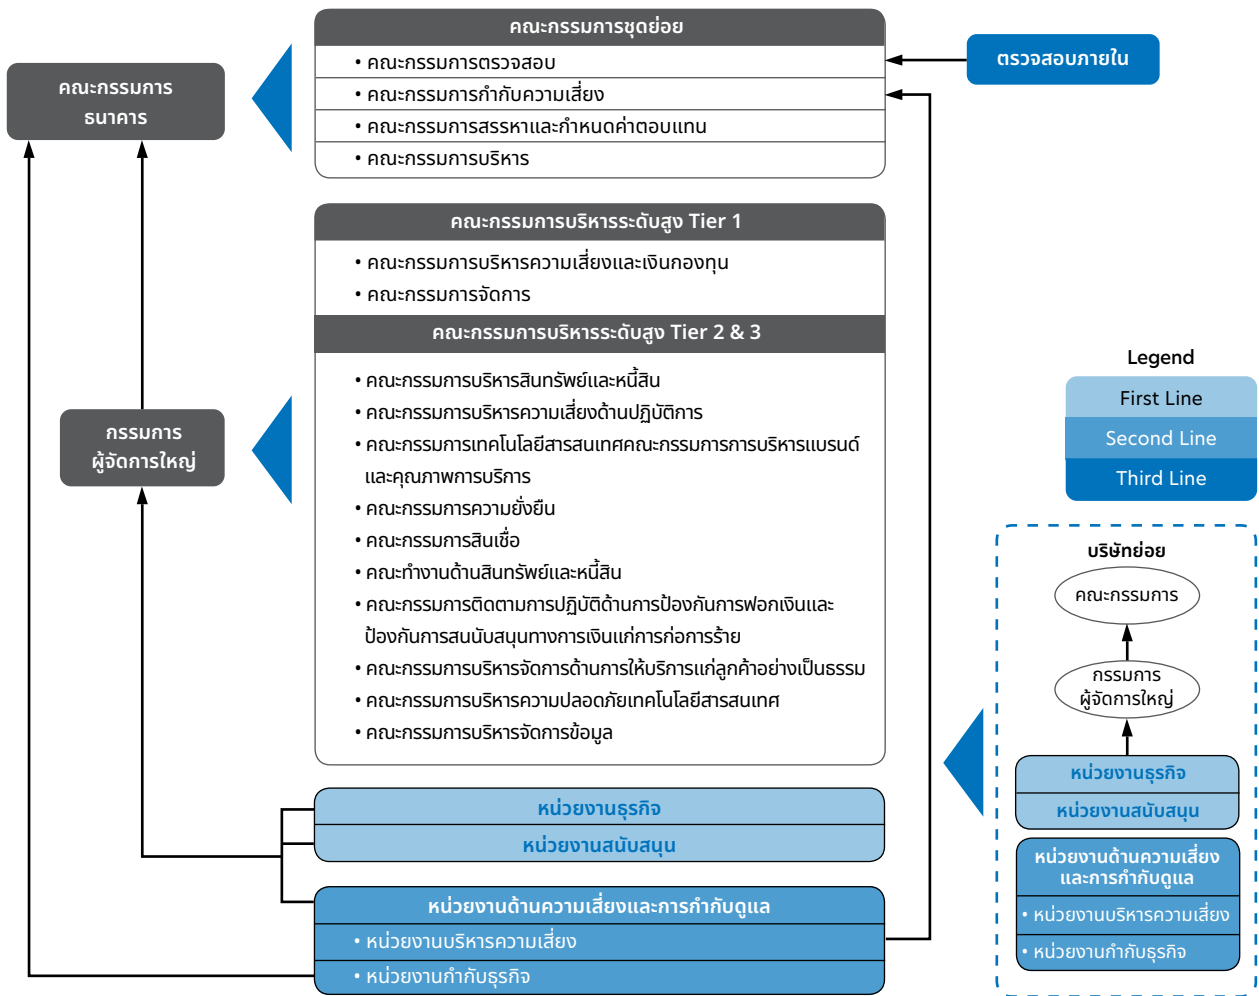 คณะกรรมการ
ธนาคาร
คณะกรรมการชุดย่อย
• คณะกรรมการตรวจสอบ
• คณะกรรมการกำกับความเสี่ยง
• คณะกรรมการสรรหาและกำหนดค่าตอบแทน
• คณะกรรมการบริหาร
ตรวจสอบภายใน
คณะกรรมการบริหารระดับสูง Tier 1
• คณะกรรมการบริหารความเสี่ยงและเงินกองทุน
• คณะกรรมการจัดการ
คณะกรรมการบริหารระดับสูง Tier 2 & 3
• คณะกรรมการบริหารสินทรัพย์และหนี้สิน
• คณะกรรมการบริหารความเสี่ยงด้านปฏิบัติการ
• คณะกรรมการเทคโนโลยีสารสนเทศคณะกรรมการการบริหารแบรนด์
และคุณภาพการบริการ
• คณะกรรมการความยั่งยืน
• คณะกรรมการสินเชื่อ
• คณะทำงานด้านสินทรัพย์และหนี้สิน
• คณะกรรมการติดตามการปฏิบัติด้านการป้องกันการฟอกเงินและ
ป้องกันการสนับสนุนทางการเงินแก่การก่อการร้าย
• คณะกรรมการบริหารจัดการด้านการให้บริการแก่ลูกค้าอย่างเป็นธรรม
• คณะกรรมการบริหารความปลอดภัยเทคโนโลยีสารสนเทศ
• คณะกรรมการบริหารจัดการข้อมูล
กรรมการ
ผู้จัดการใหญ่
หน่วยงานธุรกิจ
หน่วยงานสนับสนุน
หน่วยงานด้านความเสี่ยงและการกำกับดูแล
• หน่วยงานบริหารความเสี่ยง
• หน่วยงานกำกับธุรกิจ
Legend
First Line
Second Line
Third Line
บริษัทย่อย
คณะกรรมการ
กรรมการ
ผู้จัดการใหญ่
หน่วยงานธุรกิจ
หน่วยงานสนับสนุน
หน่วยงานด้านความเสี่ยง
และการกำกับดูแล
• หน่วยงานบริหารความเสี่ยง
• หน่วยงานกำกับธุรกิจ